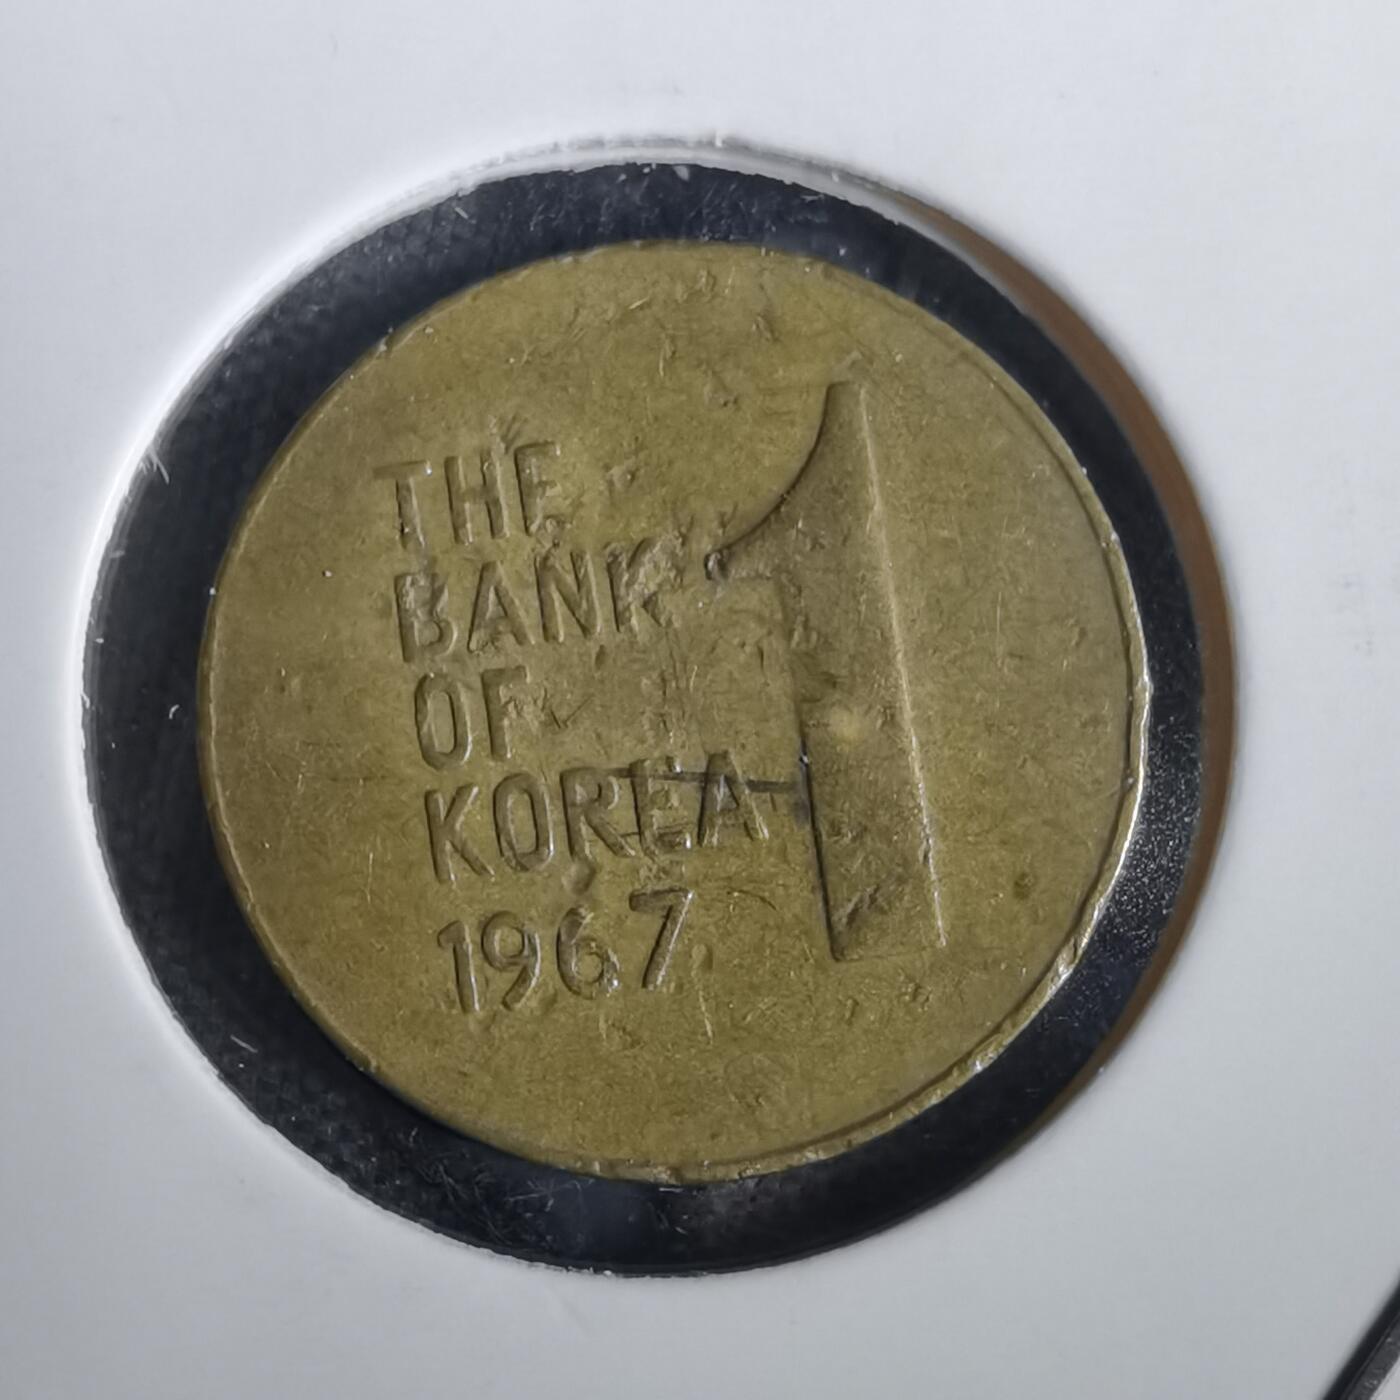 THE
BANK
OF
KOREA
1967
1